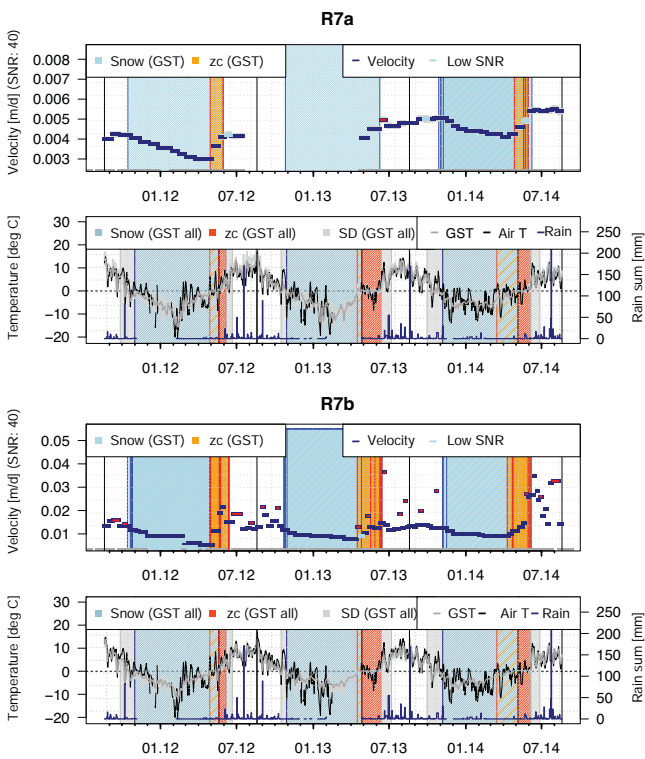 R7a
Velocity [m/d] (SNR: 40)
0.008
0.007
0.006
0.005
0.004
0.003
Snow (GST) zc (GST) Velocity Low SNR
01.12 07.12 01.13 07.13 01.14 07.14
Temperature [deg C]
30
20
10
0
−10
−20
Snow (GST all) zc (GST all) SD (GST all) GST Air T Rain
250
200
150
100
50
0
Rain sum [mm]
01.12 07.12 01.13 07.13 01.14 07.14
R7b
Velocity [m/d] (SNR: 40)
0.05
0.04
0.03
0.02
0.01
Snow (GST) zc (GST) Velocity Low SNR
01.12 07.12 01.13 07.13 01.14 07.14
Temperature [deg C]
30
20
10
0
−10
−20
Snow (GST all) zc (GST all) SD (GST all) GST Air T Rain
250
200
150
100
50
0
Rain sum [mm]
01.12 07.12 01.13 07.13 01.14 07.14